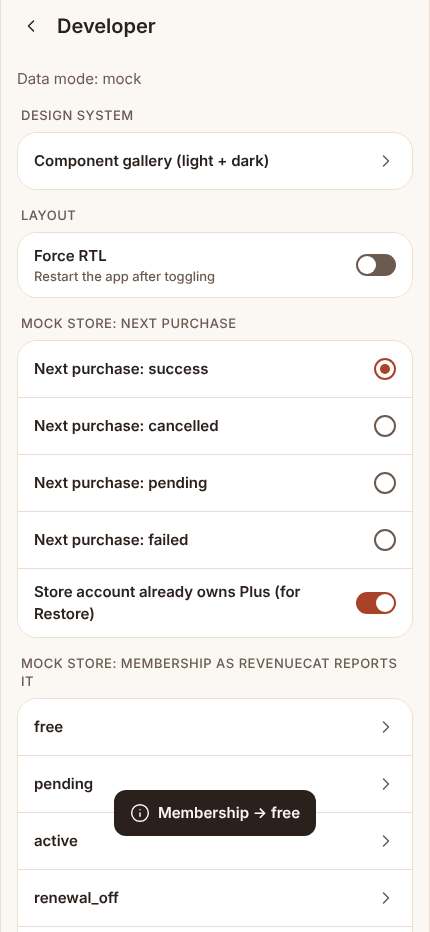 Developer
Data mode: mock
DESIGN SYSTEM
Component gallery (light + dark)
LAYOUT
Force RTL
Restart the app after toggling
MOCK STORE: NEXT PURCHASE
Next purchase: success
Next purchase: cancelled
Next purchase: pending
Next purchase: failed
Store account already owns Plus (for
Restore)
MOCK STORE: MEMBERSHIP AS REVENUECAT REPORTS
IT
free
pending
Membership → free
active
renewal_off